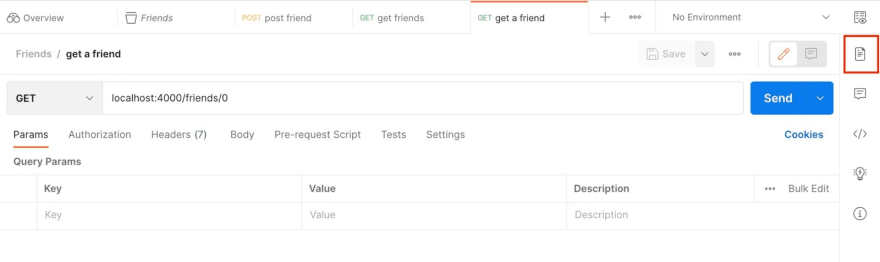 Overview Friends POST post friend GET get friends GET get a friend No Environment
Friends / get a friend Save
GET localhost:4000/friends/0 Send
Params Authorization Headers (7) Body Pre-request Script Tests Settings Cookies
Query Params
Key Value Description Bulk Edit
Key Value Description